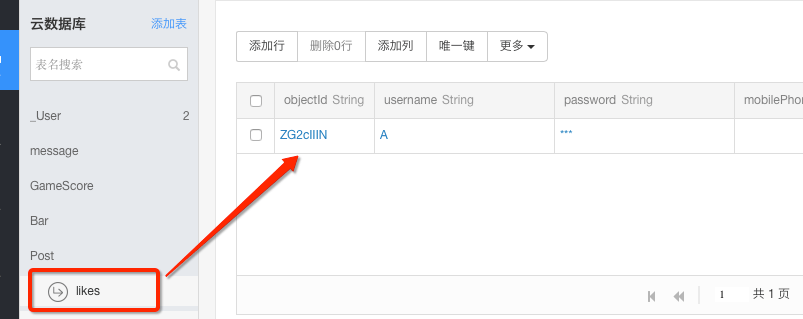 云数据库 添加表
表名搜索
_User 2
message
GameScore
Bar
Post
likes
添加行 删除0行 添加列 唯一键 更多
objectId String username String password String mobilePhon
ZG2cIIIN A ***
1 共 1 页